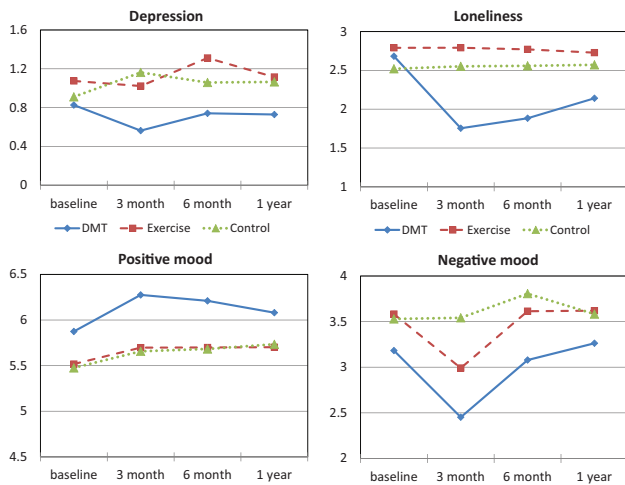 Depression
1.6
1.2
0.8
0.4
0
baseline 3 month 6 month 1 year
DMT Exercise Control
Loneliness
3
2.5
2
1.5
1
baseline 3 month 6 month 1 year
DMT Exercise Control
Positive mood
6.5
6
5.5
5
4.5
baseline 3 month 6 month 1 year
Negative mood
4
3.5
3
2.5
2
baseline 3 month 6 month 1 year